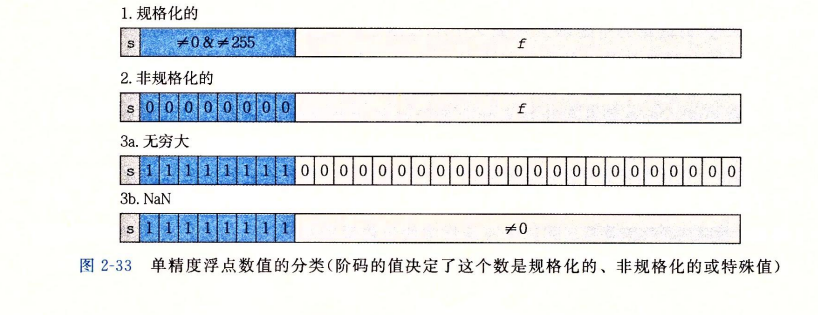 1. 规格化的
s ≠0&≠255 f
2. 非规格化的
s 0 0 0 0 0 0 0 0 f
3a. 无穷大
s 1 1 1 1 1 1 1 1 0 0 0 0 0 0 0 0 0 0 0 0 0 0 0 0 0 0 0 0 0 0 0
3b. NaN
s 1 1 1 1 1 1 1 1 ≠0
图 2-33 单精度浮点数值的分类(阶码的值决定了这个数是规格化的、非规格化的或特殊值)